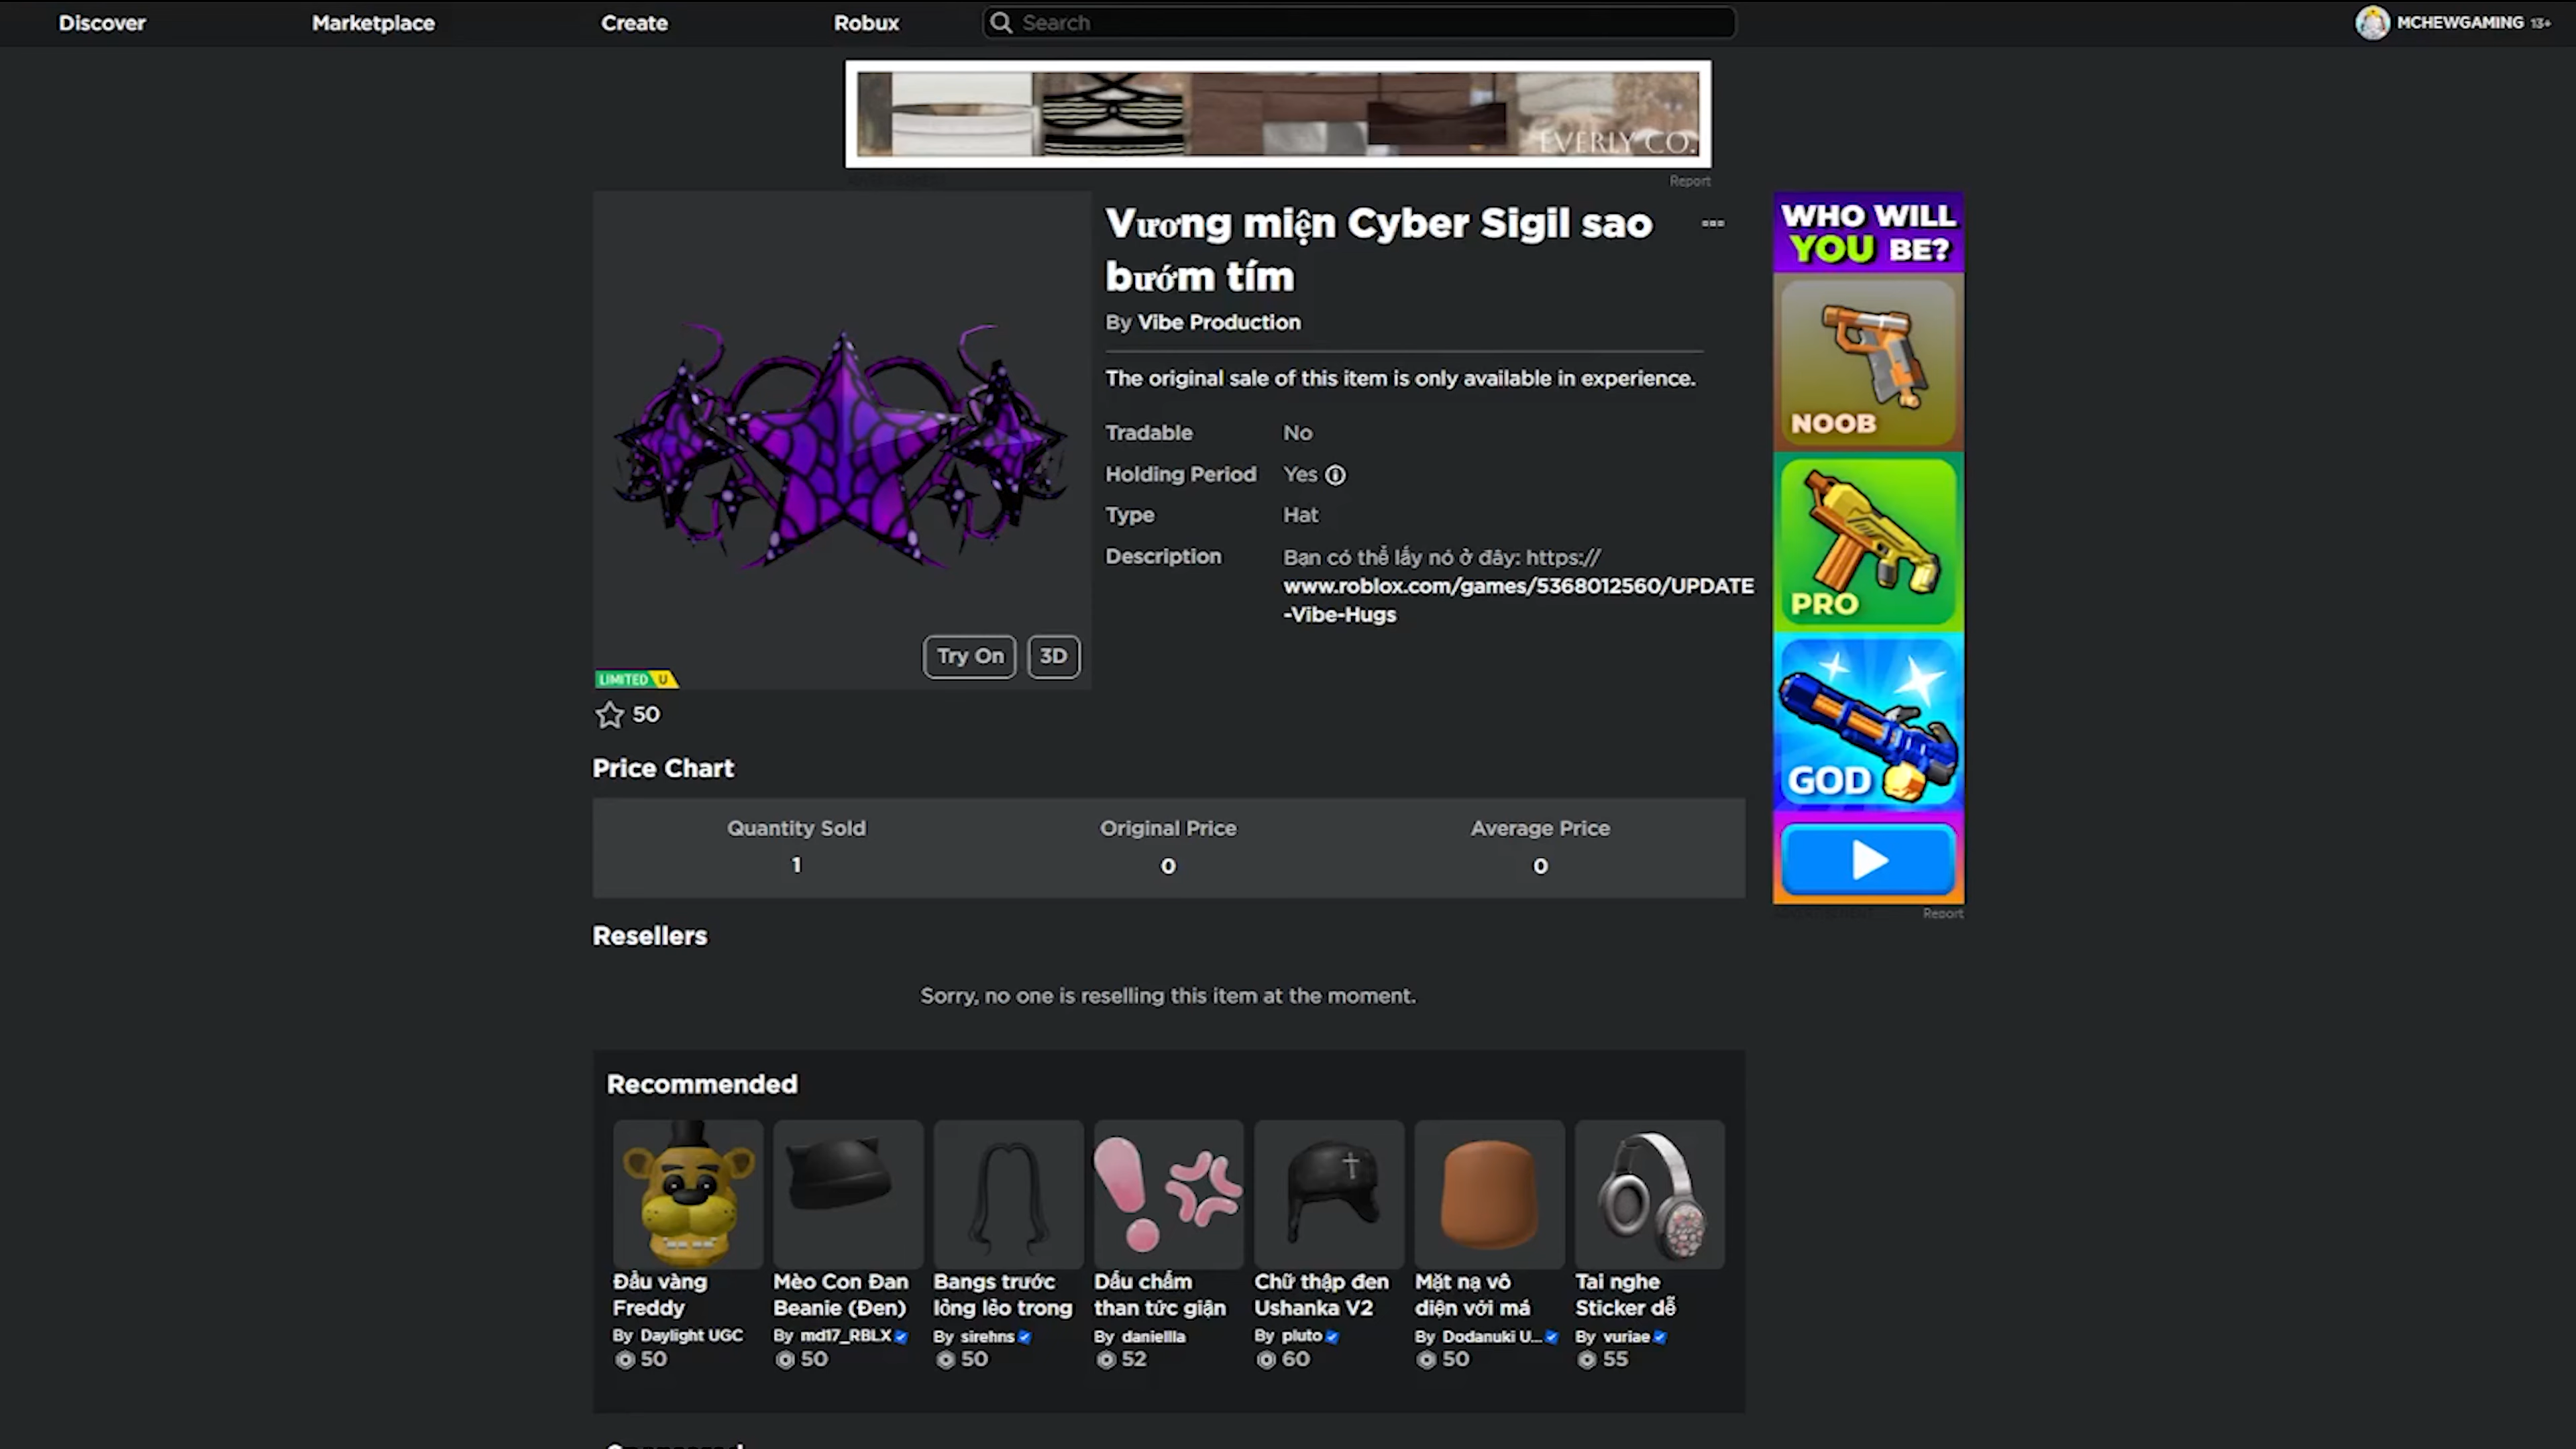 Discover
Marketplace
Create
Robux
Search
MCHEWGAMING 13+
EVERLY CO.
Report
Vương miện Cyber Sigil sao
bướm tím
By Vibe Production
The original sale of this item is only available in experience.
Tradable No
Holding Period Yes
Type Hat
Description Bạn có thể lấy nó ở đây: https://
www.roblox.com/games/5368012560/UPDATE
-Vibe-Hugs
Try On
3D
LIMITED U
50
WHO WILL
YOU BE?
NOOB
PRO
GOD
Report
Price Chart
Quantity Sold Original Price Average Price
1 0 0
Resellers
Sorry, no one is reselling this item at the moment.
Recommended
Đầu vàng
Freddy
By Daylight UGC
50
Mèo Con Đan
Beanie (Đen)
By md17_RBLX
50
Bangs trước
lỏng lẻo trong
By sirehns
50
Dấu chấm
than tức giận
By daniellla
52
Chữ thập đen
Ushanka V2
By pluto
60
Mặt nạ vô
diện với má
By Dodanuki U...
50
Tai nghe
Sticker dễ
By vuriae
55